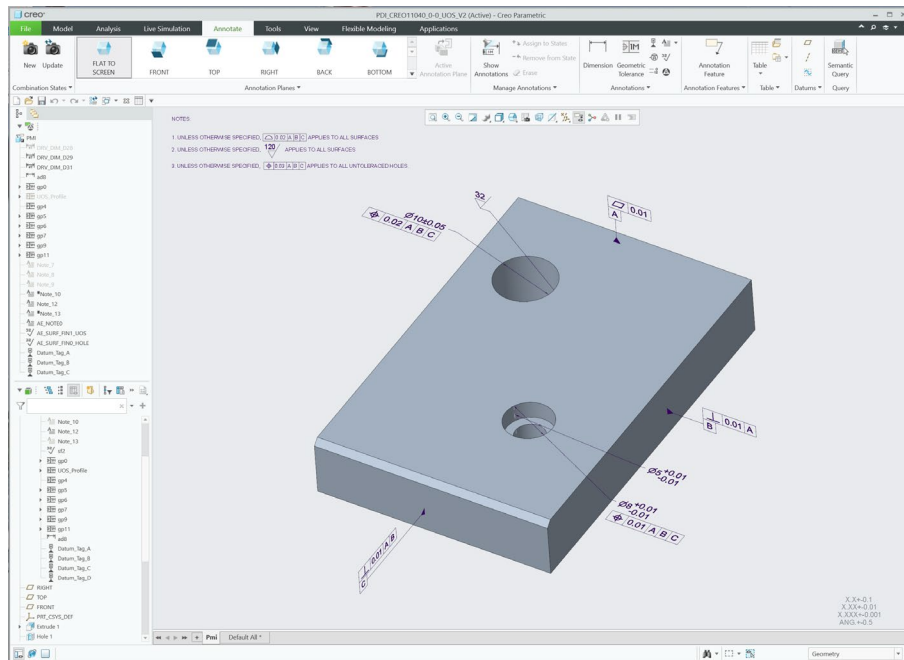 creo
PDI_CREO11040_0-0_UOS_V2 (Active) - Creo Parametric
File Model Analysis Live Simulation Annotate Tools View Flexible Modeling Applications
New Update
FLAT TO SCREEN
FRONT TOP RIGHT BACK BOTTOM
Active Annotation Plane
Show Annotations
Assign to States
Remove from State
Erase
Dimension
Geometric Tolerance
Annotation Feature
Table
Semantic Query
Combination States
Annotation Planes
Manage Annotations
Annotations
Annotation Features
Table
Datums
Query
PMI
DRV_DIM_D29
DRV_DIM_D31
ad8
gp0
UOS_Profile
gp4
gp5
gp6
gp7
gp9
gp11
Note_7
Note_8
Note_9
*Note_10
Note_12
*Note_13
AE_NOTE0
AE_SURF_FIN1_UOS
AE_SURF_FIN0_HOLE
Datum_Tag_A
Datum_Tag_B
Datum_Tag_C
Note_10
Note_12
Note_13
sf2
gp0
UOS_Profile
gp4
gp5
gp6
gp7
gp9
gp11
ad8
Datum_Tag_A
Datum_Tag_B
Datum_Tag_C
Datum_Tag_D
RIGHT
TOP
FRONT
PRT_CSYS_DEF
Extrude 1
Hole 1
NOTES:
1. UNLESS OTHERWISE SPECIFIED, ⌓ 0.02 A B C APPLIES TO ALL SURFACES
2. UNLESS OTHERWISE SPECIFIED, 120 APPLIES TO ALL SURFACES
3. UNLESS OTHERWISE SPECIFIED, ⌖ 0.03 A B C APPLIES TO ALL UNTOLERACED HOLES
32
⌀10±0.05
⌖ 0.02 A B C
⏥ 0.01
A
⊥ 0.01 A
B
⌀5 +0.01
-0.01
⌀8 +0.01
-0.01
⌖ 0.01 A B C
⊥ 0.01 A B
C
X.X+-0.1
X.XX+-0.01
X.XXX+-0.001
ANG.+-0.5
Pmi Default All *
Geometry